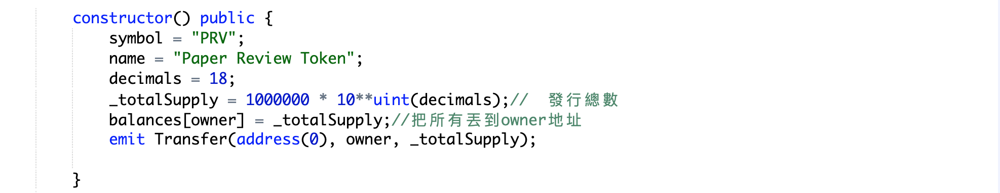 constructor() public {
symbol = "PRV";
name = "Paper Review Token";
decimals = 18;
_totalSupply = 1000000 * 10**uint(decimals);// 發行總數
balances[owner] = _totalSupply;//把所有丟到owner地址
emit Transfer(address(0), owner, _totalSupply);
}